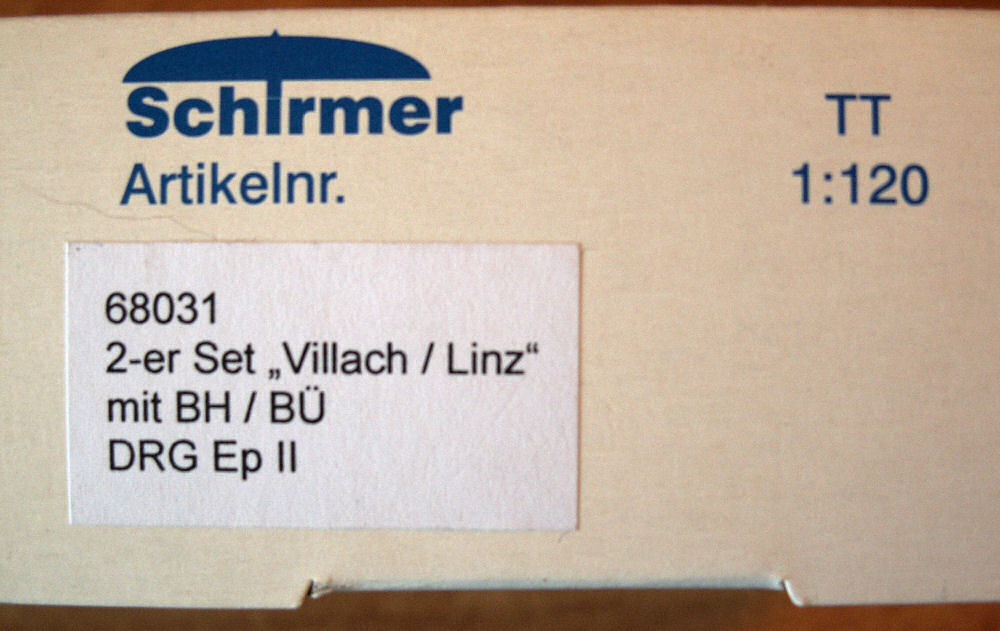 Schirmer
TT
Artikelnr.
1:120
68031
2-er Set „Villach / Linz“
mit BH / BÜ
DRG Ep II